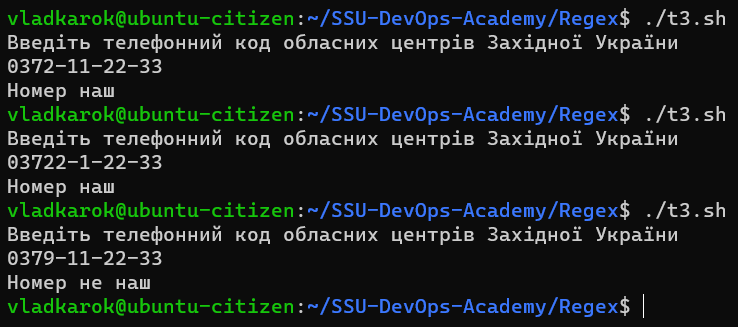 vladkarok@ubuntu-citizen:~/SSU-DevOps-Academy/Regex$ ./t3.sh
Введіть телефонний код обласних центрів Західної України
0372-11-22-33
Номер наш
vladkarok@ubuntu-citizen:~/SSU-DevOps-Academy/Regex$ ./t3.sh
Введіть телефонний код обласних центрів Західної України
03722-1-22-33
Номер наш
vladkarok@ubuntu-citizen:~/SSU-DevOps-Academy/Regex$ ./t3.sh
Введіть телефонний код обласних центрів Західної України
0379-11-22-33
Номер не наш
vladkarok@ubuntu-citizen:~/SSU-DevOps-Academy/Regex$